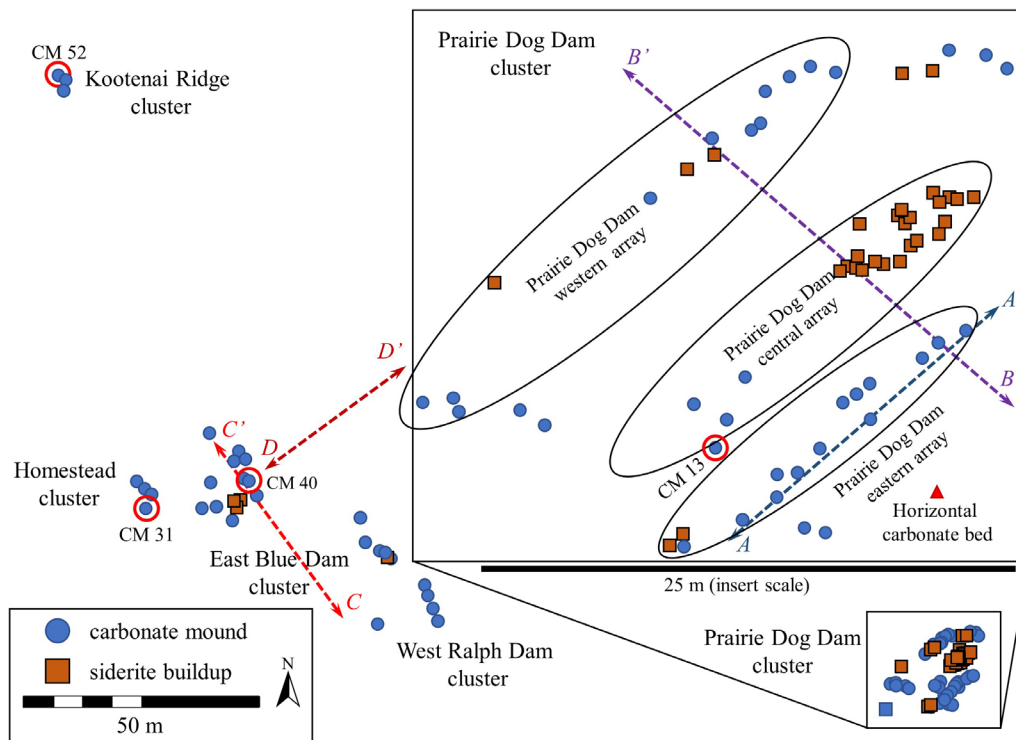 CM 52
Kootenai Ridge
cluster
Prairie Dog Dam
cluster
B’
Prairie Dog Dam
western array
Prairie Dog Dam
central array
A
B
D’
C’
D
Homestead
cluster
CM 40
CM 31
CM 13
Prairie Dog Dam
eastern array
Horizontal
carbonate bed
A
East Blue Dam
cluster
C
25 m (insert scale)
West Ralph Dam
cluster
Prairie Dog Dam
cluster
carbonate mound
siderite buildup
N
50 m